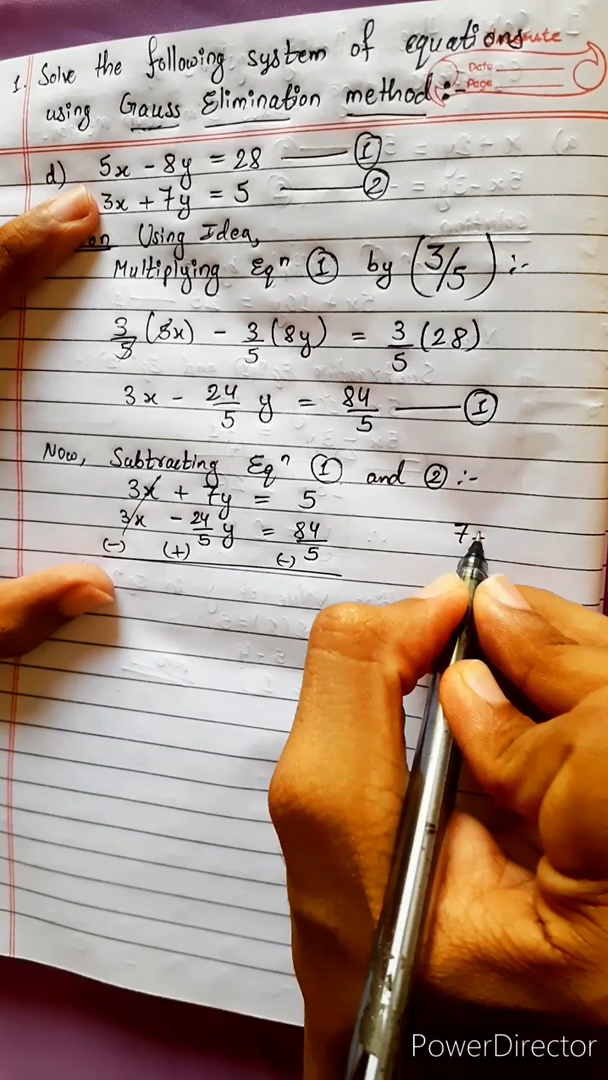 1. Solve the following system of equations
using Gauss Elimination method :-
Date
Page
d) 5x - 8y = 28 —— ①
3x + 7y = 5 —— ②
Using Idea,
Multiplying Eqⁿ ① by (3/5) :-
3/5 (5x) - 3/5 (8y) = 3/5 (28)
3x - 24/5 y = 84/5 —— ①
Now, Subtracting Eqⁿ ① and ② :-
3x + 7y = 5
3x - 24/5 y = 84/5
(-) (+) (-)
7+
PowerDirector